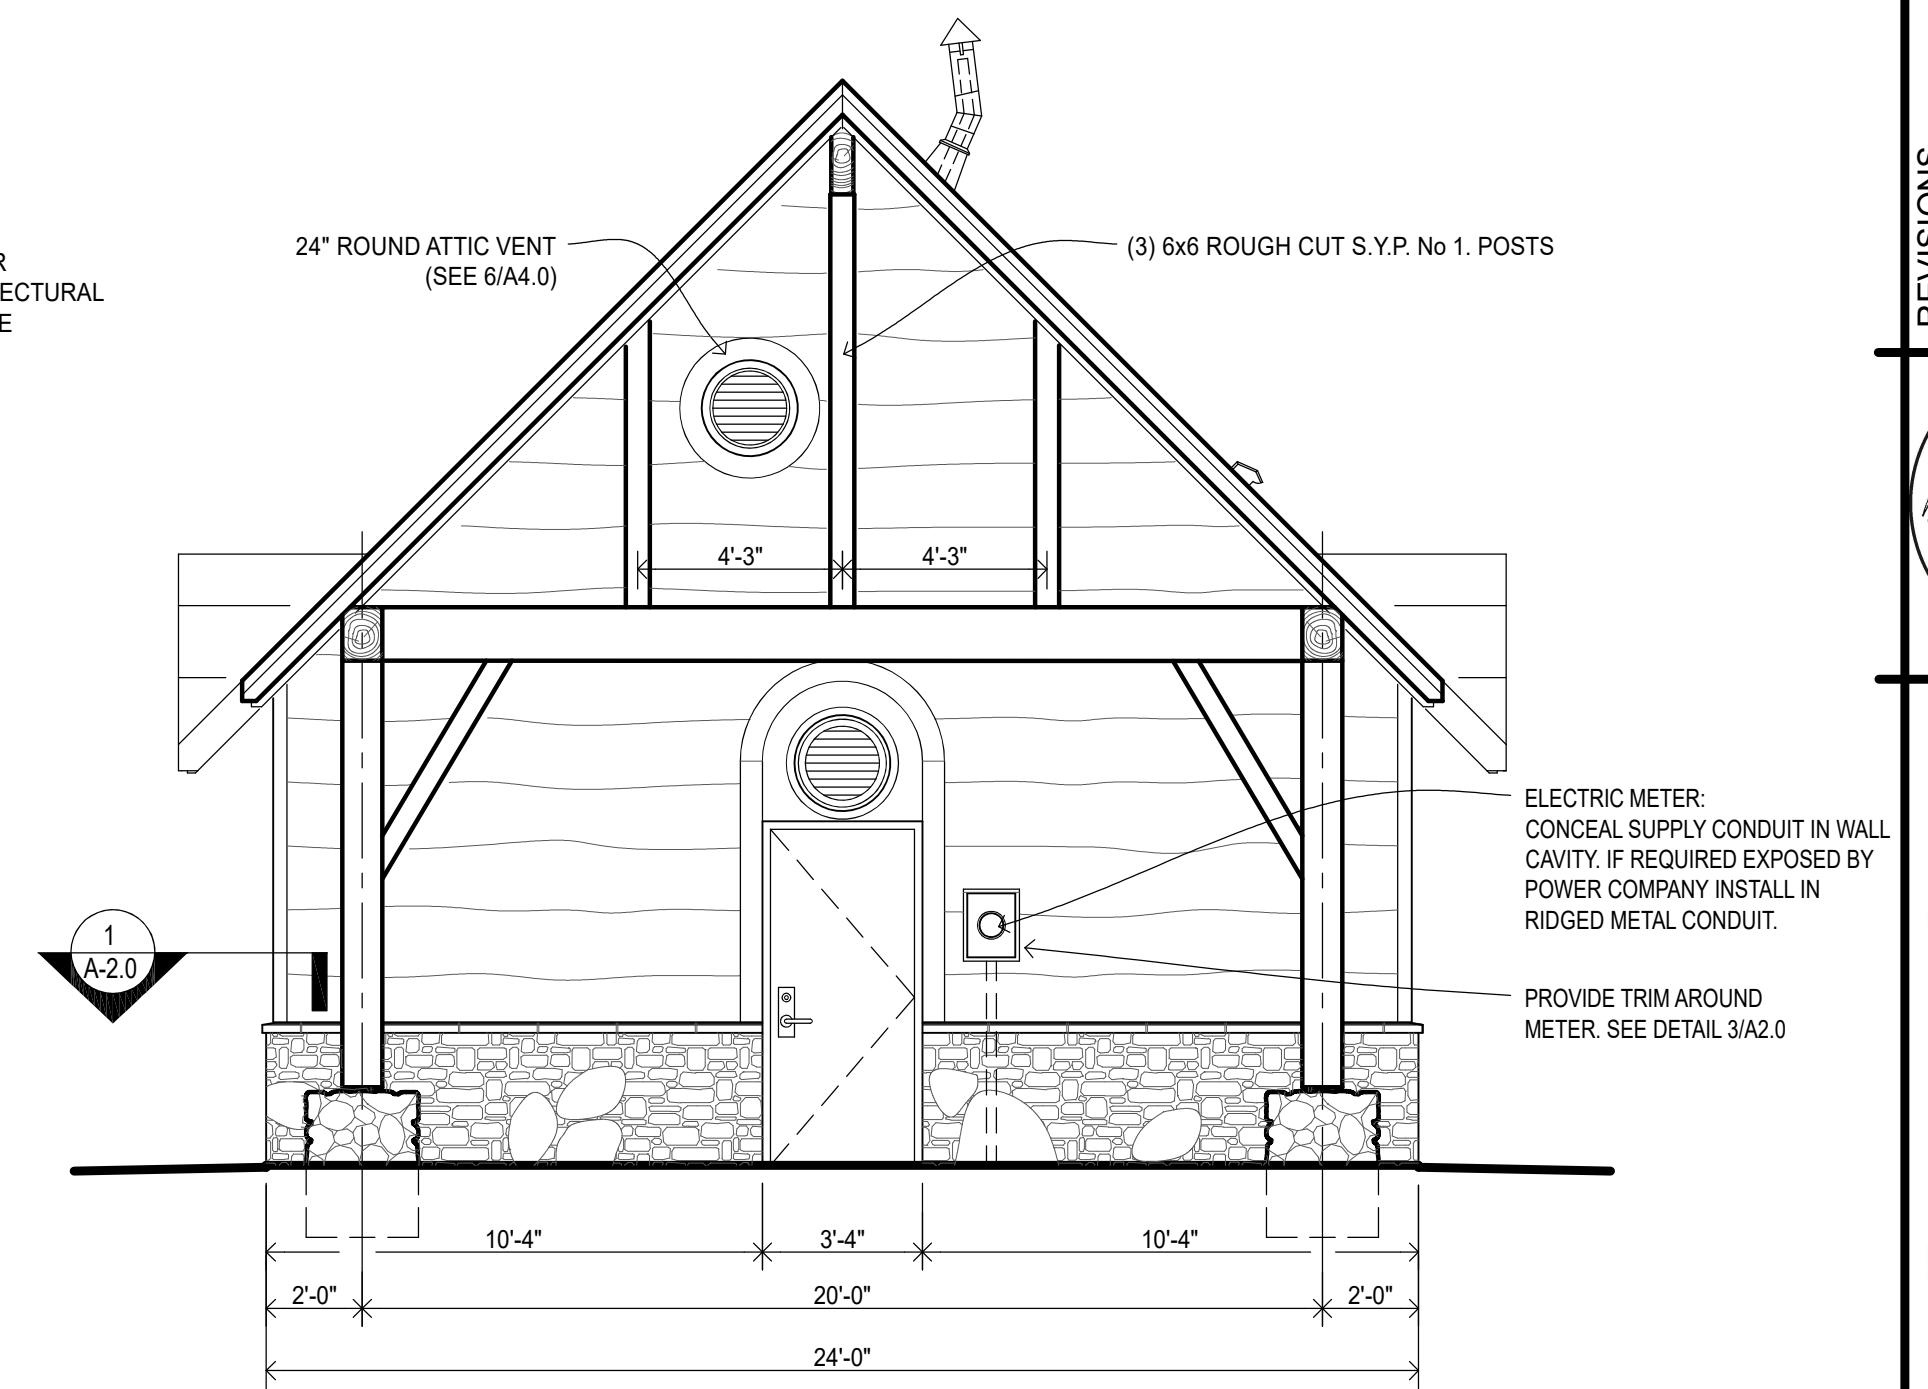 R
ECTURAL
E
24" ROUND ATTIC VENT
(SEE 6/A4.0)
(3) 6x6 ROUGH CUT S.Y.P. No 1. POSTS
REVISIONS
4'-3"
4'-3"
ELECTRIC METER:
CONCEAL SUPPLY CONDUIT IN WALL
CAVITY. IF REQUIRED EXPOSED BY
POWER COMPANY INSTALL IN
RIDGED METAL CONDUIT.
1
A-2.0
PROVIDE TRIM AROUND
METER. SEE DETAIL 3/A2.0
10'-4"
3'-4"
10'-4"
2'-0"
20'-0"
2'-0"
24'-0"